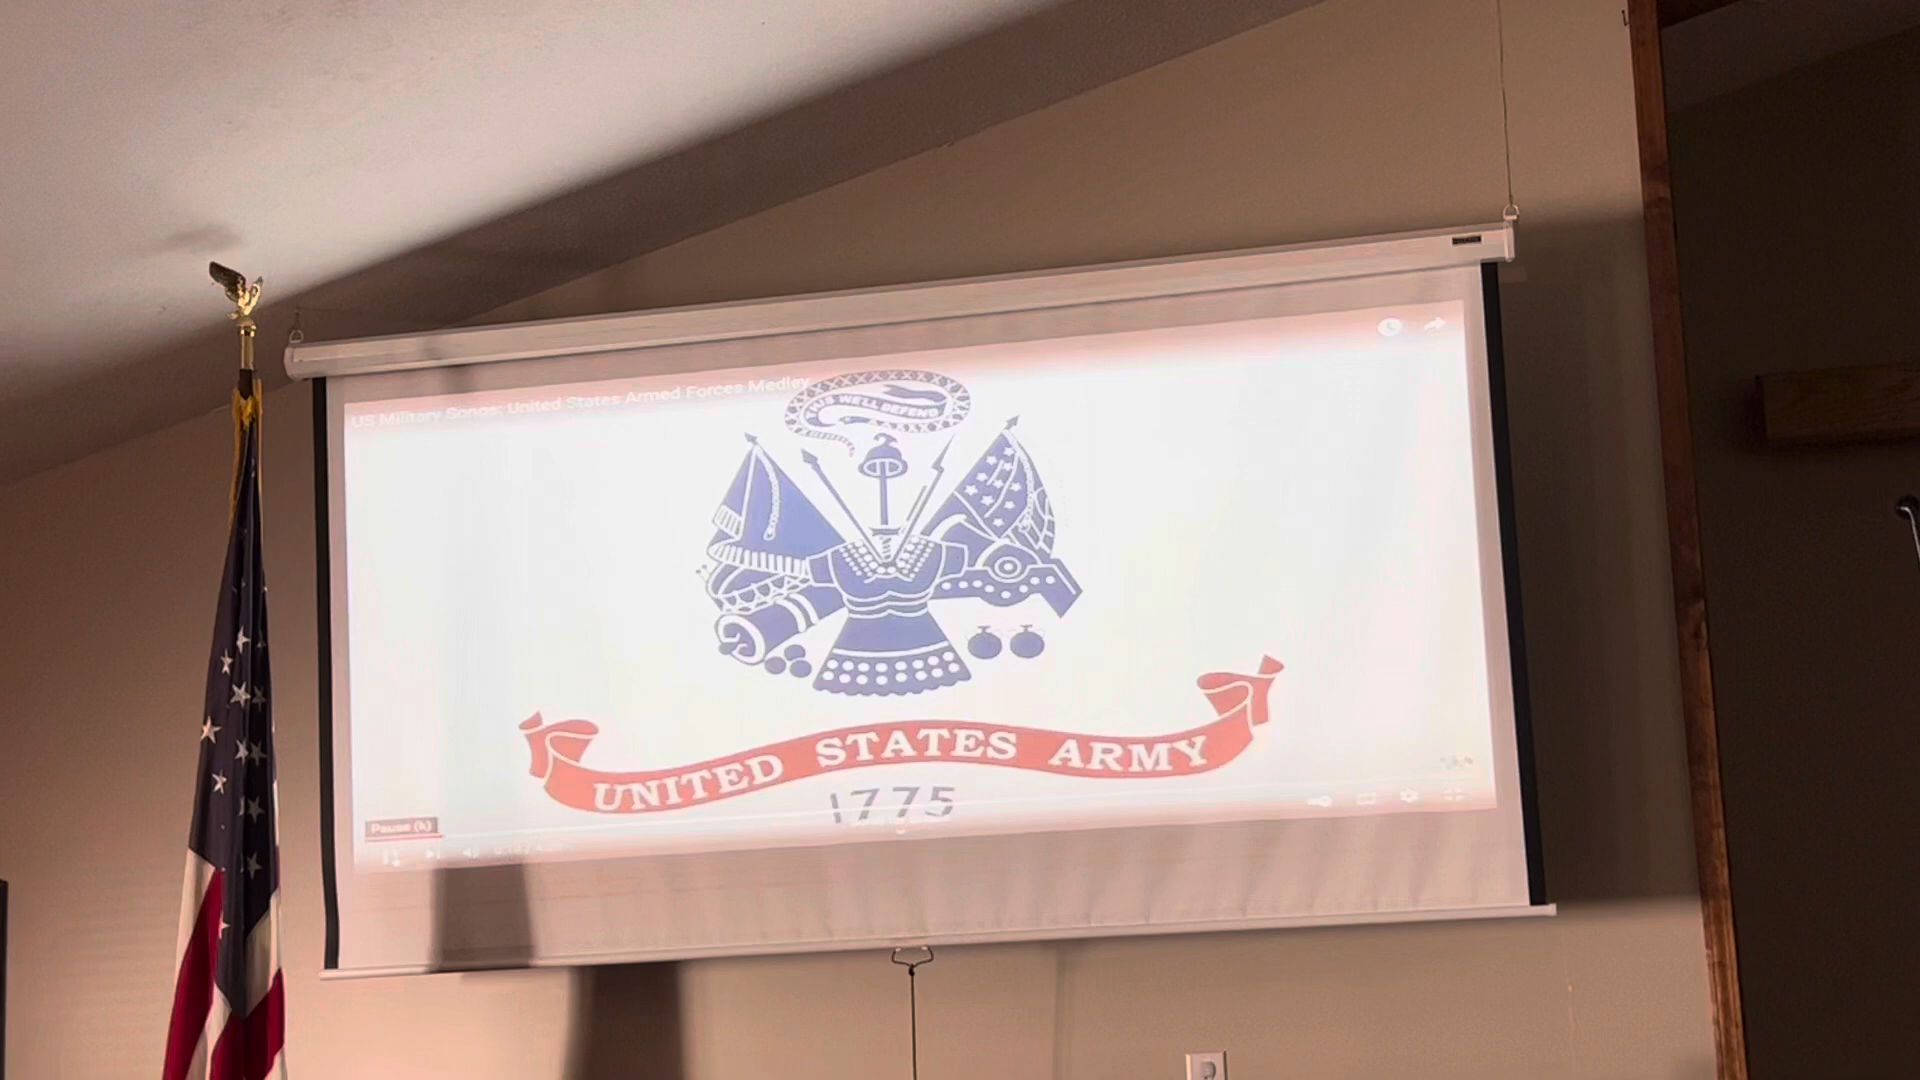 US Military Songs: United States Armed Forces Medley
THIS WE'LL DEFEND
UNITED STATES ARMY
1775
Pause (k)